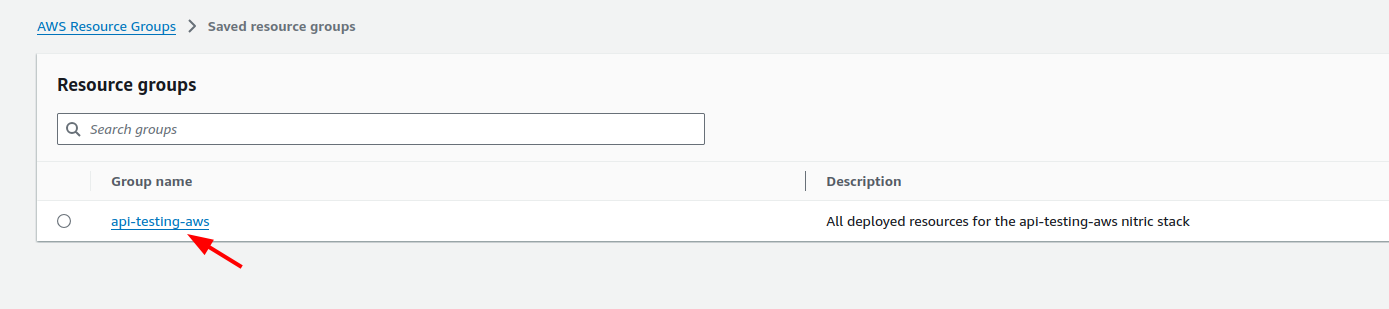 AWS Resource Groups > Saved resource groups
Resource groups
Search groups
Group name Description
api-testing-aws All deployed resources for the api-testing-aws nitric stack